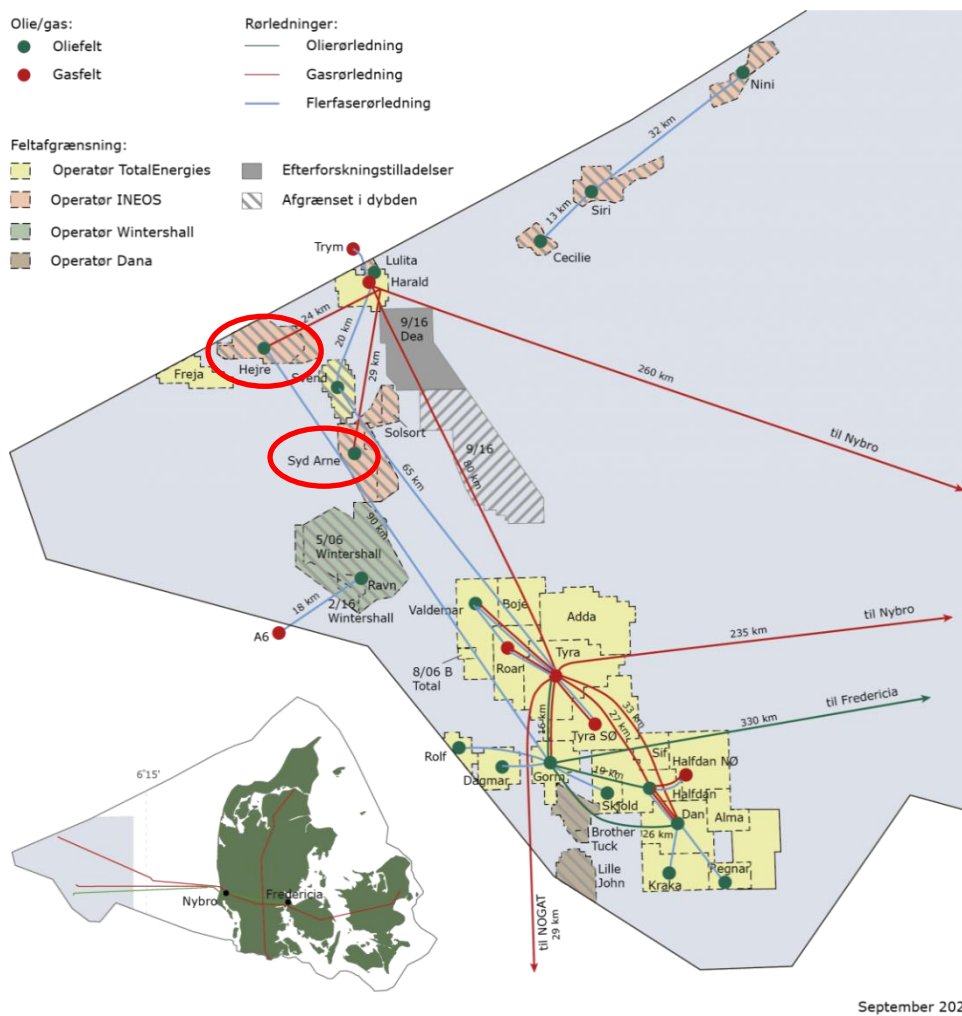 Olie/gas:
Oliefelt
Gasfelt
Rørledninger:
Olierørledning
Gasrørledning
Flerfaserørledning
Feltafgrænsning:
Operatør TotalEnergies
Operatør INEOS
Operatør Wintershall
Operatør Dana
Efterforskningstilladelser
Afgrænset i dybden
Nini
32 km
Siri
13 km
Cecilie
Trym
Lulita
Harald
24 km
20 km
29 km
9/16
Dea
Hejre
Freja
Svend
Solsort
260 km
til Nybro
Syd Arne
9/16
80 km
65 km
90 km
5/06
Wintershall
Ravn
2/16
Wintershall
18 km
A6
Valdemar
Boje
Adda
Roar
Tyra
8/06 B
Total
235 km
til Nybro
16 km
Tyra SØ
27 km
33 km
til Fredericia
330 km
Rolf
Dagmar
Gorm
19 km
Sif
Halfdan NØ
Halfdan
Skjold
Dan
Alma
Brother
Tuck
26 km
Lille
John
Kraka
Regnar
til NOGAT
29 km
6°15'
Nybro
Fredericia
September 202